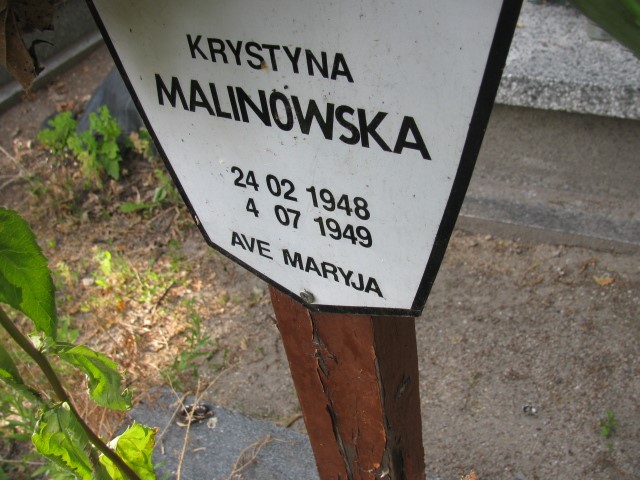 KRYSTYNA
MALINOWSKA
24 02 1948
4 07 1949
AVE MARYJA